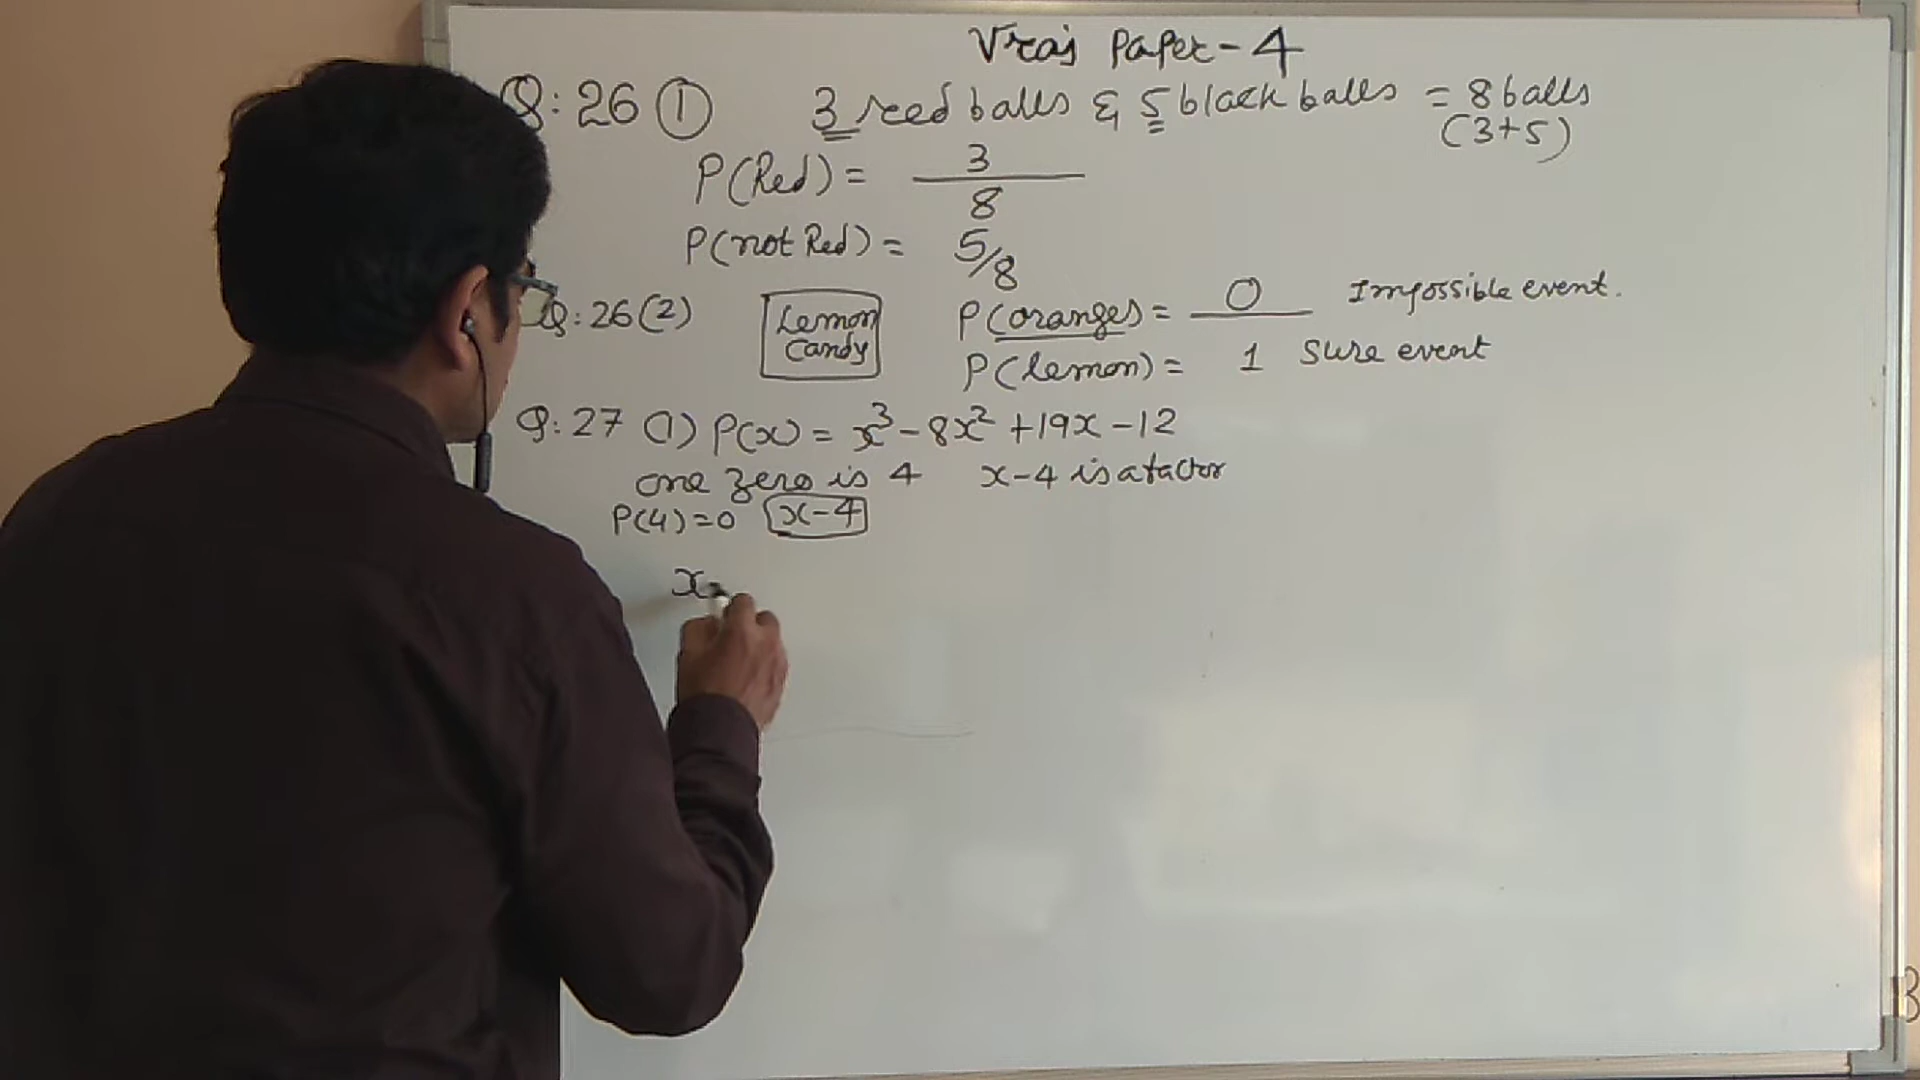 Vraj Paper-4
Q: 26 ① 3 red balls & 5 black balls = 8 balls
(3+5)
P(Red) = 3/8
P(not Red) = 5/8
Q: 26(2) Lemon Candy P(orange) = 0 Impossible event.
P(lemon) = 1 Sure event
Q: 27 (1) P(x) = x³ - 8x² + 19x - 12
one zero is 4 x-4 is a factor
P(4)=0 x-4
x